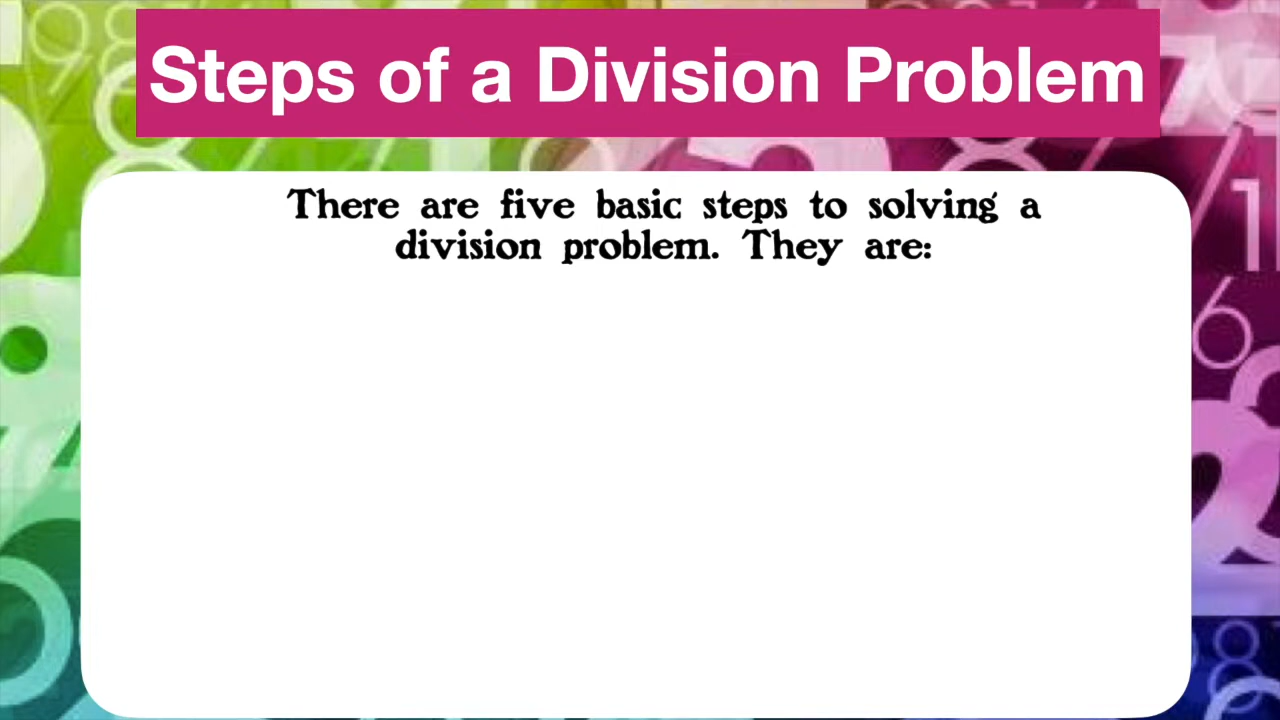 Steps of a Division Problem
There are five basic steps to solving a
division problem. They are: